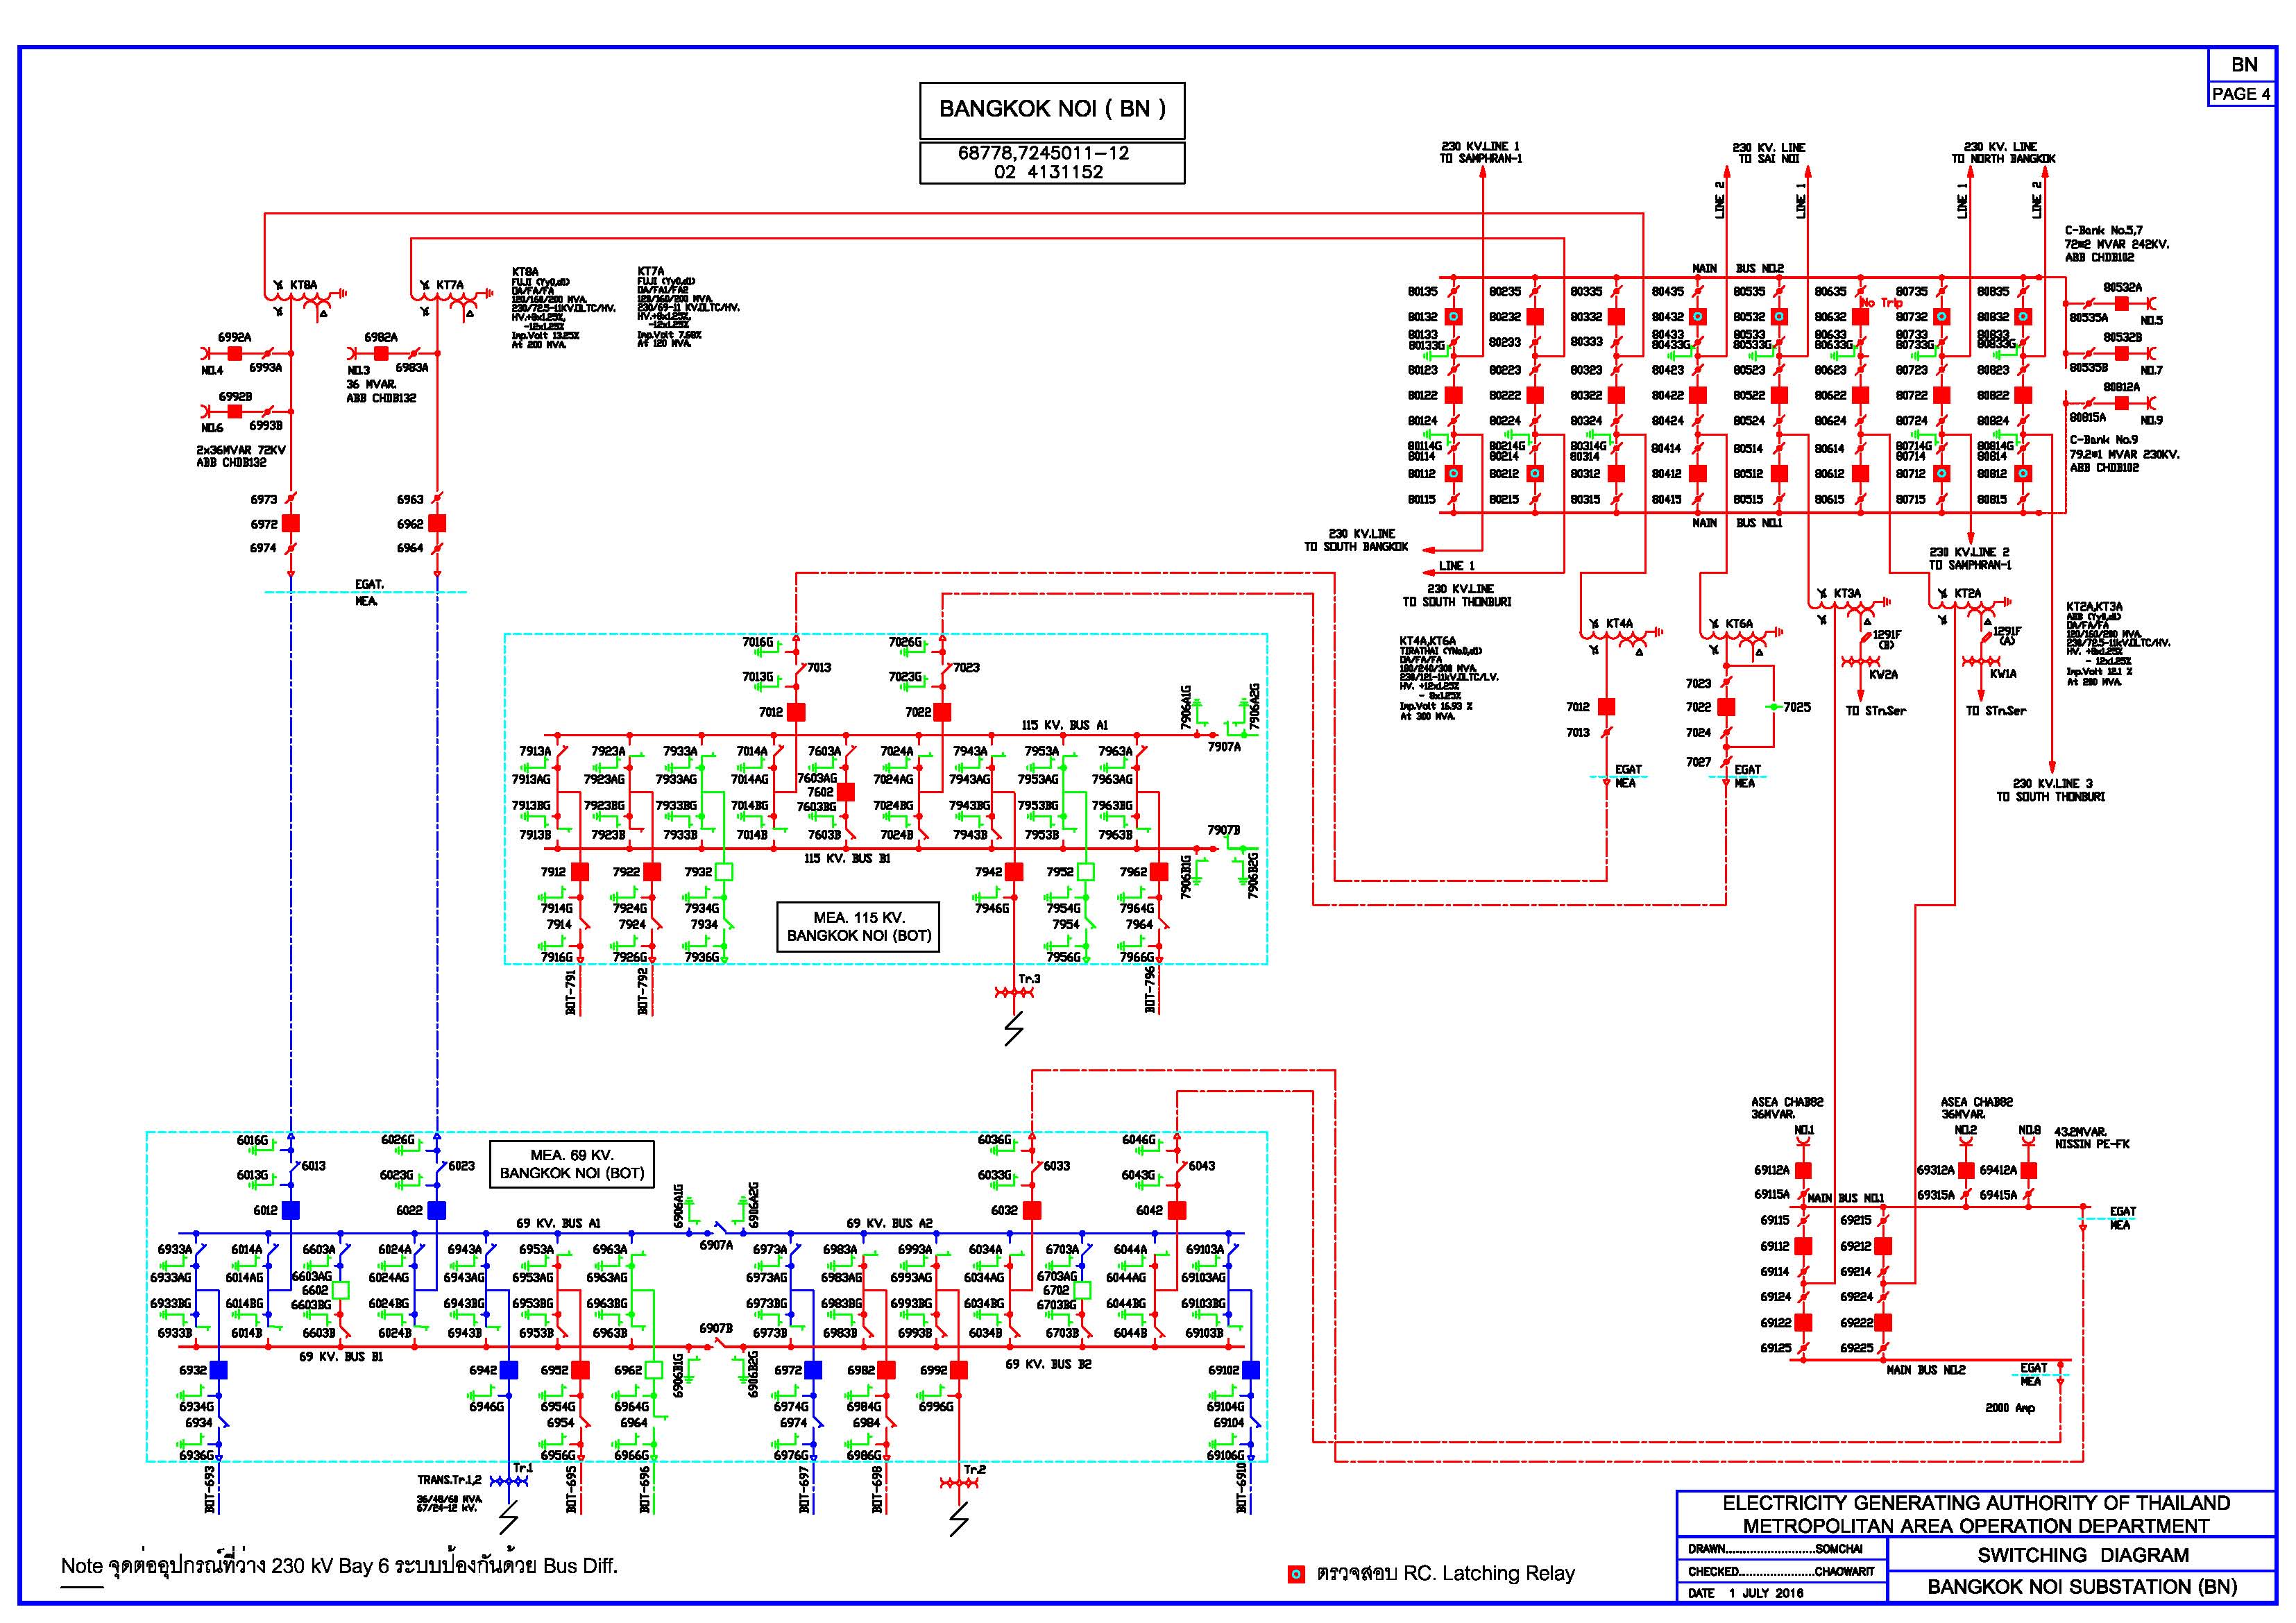 BN
PAGE 4
BANGKOK NOI ( BN )
68778,7245011-12
02 4131152
230 KV.LINE 1
TO SAMPHRAN-1
230 KV. LINE
TO SAI NOI
230 KV. LINE
TO NORTH BANGKOK
LINE 2
LINE 1
LINE 1
LINE 2
C-Bank No.5,7
72*2 MVAR 242KV.
ABB CHDB102
MAIN BUS NO.2
80135 80235 80335 80435 80535 80635 80735 80835
No Trip
80132 80232 80332 80432 80532 80632 80732 80832
80133 80433 80533 80633 80733 80833
80133G 80233 80333 80433G 80533G 80633G 80733G 80833G
80123 80223 80323 80423 80523 80623 80723 80823
80122 80222 80322 80422 80522 80622 80722 80822
80124 80224 80324 80424 80524 80624 80724 80824
80114G 80214G 80314G 80414 80514 80614 80714G 80814G
80114 80214 80314 80714 80814
80112 80212 80312 80412 80512 80612 80712 80812
80115 80215 80315 80415 80515 80615 80715 80815
MAIN BUS NO.1
80532A
80535A NO.5
80532B
80535B NO.7
80812A
80815A NO.9
C-Bank No.9
79.2*1 MVAR 230KV.
ABB CHDB102
KT8A
KT7A
KT8A
FUJI (Yy0,d1)
OA/FA/FA
120/160/200 MVA.
230/72.5-11KV.OLTC/HV.
HV.+8x1.25%,
-12x1.25%
Imp.Volt 13.25%
At 200 MVA.
KT7A
FUJI (Yy0,d1)
OA/FA1/FA2
120/160/200 MVA.
230/69-11 KV.OLTC/HV.
HV.+8x1.25%,
-12x1.25%
Imp.Volt 7.68%
At 120 MVA.
6992A
NO.4 6993A
6992B
NO.6 6993B
2x36MVAR 72KV
ABB CHDB132
6982A
NO.3 6983A
36 MVAR.
ABB CHDB132
6973 6963
6972 6962
6974 6964
EGAT.
MEA.
230 KV.LINE
TO SOUTH BANGKOK
LINE 1
230 KV.LINE
TO SOUTH THONBURI
230 KV.LINE 2
TO SAMPHRAN-1
KT4A,KT6A
TIRATHAI (YNa0,d1)
OA/FA/FA
180/240/300 MVA.
230/121-11kV.OLTC/LV.
HV. +12x1.25%
- 8x1.25%
Imp.Volt 16.93 %
At 300 MVA.
KT4A
KT6A
KT3A
KT2A
1291F
(B)
1291F
(A)
KW2A
KW1A
TO STn.Ser
TO STn.Ser
KT2A,KT3A
ABB (Yy0,d1)
OA/FA/FA
120/160/200 MVA.
230/72.5-11kV.OLTC/HV.
HV. +8x1.25%
- 12x1.25%
Imp.Volt 12.1 %
At 200 MVA.
7012
7013
EGAT
MEA
7023
7022
7025
7024
7027
EGAT
MEA
230 KV.LINE 3
TO SOUTH THONBURI
7016G 7026G
7013 7023
7013G 7023G
7012 7022
7906A1G
7906A2G
115 KV. BUS A1
7907A
7913A 7923A 7933A 7014A 7603A 7024A 7943A 7953A 7963A
7913AG 7923AG 7933AG 7014AG 7603AG 7024AG 7943AG 7953AG 7963AG
7602
7913BG 7923BG 7933BG 7014BG 7603BG 7024BG 7943BG 7953BG 7963BG
7913B 7923B 7933B 7014B 7603B 7024B 7943B 7953B 7963B
7907B
115 KV. BUS B1
7906B1G
7906B2G
7912 7922 7932 7942 7952 7962
7914G 7924G 7934G 7946G 7954G 7964G
7914 7924 7934 7954 7964
7916G 7926G 7936G 7956G 7966G
MEA. 115 KV.
BANGKOK NOI (BOT)
BOT-791
BOT-792
Tr.3
BOT-796
6016G 6026G 6036G 6046G
MEA. 69 KV.
BANGKOK NOI (BOT)
6013 6023 6033 6043
6013G 6023G 6033G 6043G
6012 6022 6032 6042
6906A1G
6906A2G
69 KV. BUS A1
69 KV. BUS A2
6907A
6933A 6014A 6603A 6024A 6943A 6953A 6963A 6973A 6983A 6993A 6034A 6703A 6044A 69103A
6933AG 6014AG 6603AG 6024AG 6943AG 6953AG 6963AG 6973AG 6983AG 6993AG 6034AG 6703AG 6044AG 69103AG
6602 6702
6933BG 6014BG 6603BG 6024BG 6943BG 6953BG 6963BG 6973BG 6983BG 6993BG 6034BG 6703BG 6044BG 69103BG
6933B 6014B 6603B 6024B 6943B 6953B 6963B 6973B 6983B 6993B 6034B 6703B 6044B 69103B
6907B
69 KV. BUS B1
69 KV. BUS B2
6906B1G
6906B2G
6932 6942 6952 6962 6972 6982 6992 69102
6934G 6946G 6954G 6964G 6974G 6984G 6996G 69104G
6934 6954 6964 6974 6984 69104
6936G 6956G 6966G 6976G 6986G 69106G
BOT-693
TRANS.Tr.1,2
36/48/60 MVA.
67/24-12 kV.
Tr.1
BOT-695
BOT-696
BOT-697
BOT-698
Tr.2
BOT-6910
ASEA CHAB82
36MVAR.
NO.1
ASEA CHAB82
36MVAR.
NO.2 NO.8
43.2MVAR.
NISSIN PE-FK
69112A 69312A 69412A
69115A 69315A 69415A
MAIN BUS NO.1
69115 69215
69112 69212
69114 69214
69124 69224
69122 69222
69125 69225
EGAT
MEA
MAIN BUS NO.2
EGAT
MEA
2000 Amp
Note จุดต่ออุปกรณ์ที่ว่าง 230 kV Bay 6 ระบบป้องกันด้วย Bus Diff.
ตรวจสอบ RC. Latching Relay
ELECTRICITY GENERATING AUTHORITY OF THAILAND
METROPOLITAN AREA OPERATION DEPARTMENT
DRAWN..........................SOMCHAI
CHECKED......................CHAOWARIT
DATE 1 JULY 2016
SWITCHING DIAGRAM
BANGKOK NOI SUBSTATION (BN)